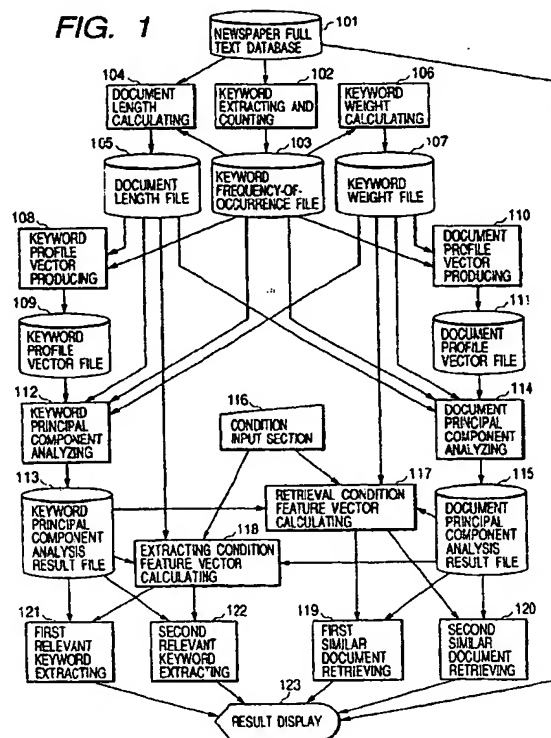 FIG. 1
101
NEWSPAPER FULL
TEXT DATABASE
104
DOCUMENT
LENGTH
CALCULATING
102
KEYWORD
EXTRACTING AND
COUNTING
106
KEYWORD
WEIGHT
CALCULATING
105
DOCUMENT
LENGTH FILE
103
KEYWORD
FREQUENCY-OF-
OCCURRENCE FILE
107
KEYWORD
WEIGHT FILE
108
KEYWORD
PROFILE
VECTOR
PRODUCING
110
DOCUMENT
PROFILE
VECTOR
PRODUCING
109
KEYWORD
PROFILE
VECTOR FILE
111
DOCUMENT
PROFILE
VECTOR FILE
112
KEYWORD
PRINCIPAL
COMPONENT
ANALYZING
116
CONDITION
INPUT SECTION
114
DOCUMENT
PRINCIPAL
COMPONENT
ANALYZING
113
KEYWORD
PRINCIPAL
COMPONENT
ANALYSIS
RESULT FILE
117
RETRIEVAL CONDITION
FEATURE VECTOR
CALCULATING
115
DOCUMENT
PRINCIPAL
COMPONENT
ANALYSIS
RESULT FILE
118
EXTRACTING CONDITION
FEATURE VECTOR
CALCULATING
121
FIRST
RELEVANT
KEYWORD
EXTRACTING
122
SECOND
RELEVANT
KEYWORD
EXTRACTING
119
FIRST
SIMILAR
DOCUMENT
RETRIEVING
120
SECOND
SIMILAR
DOCUMENT
RETRIEVING
123
RESULT DISPLAY